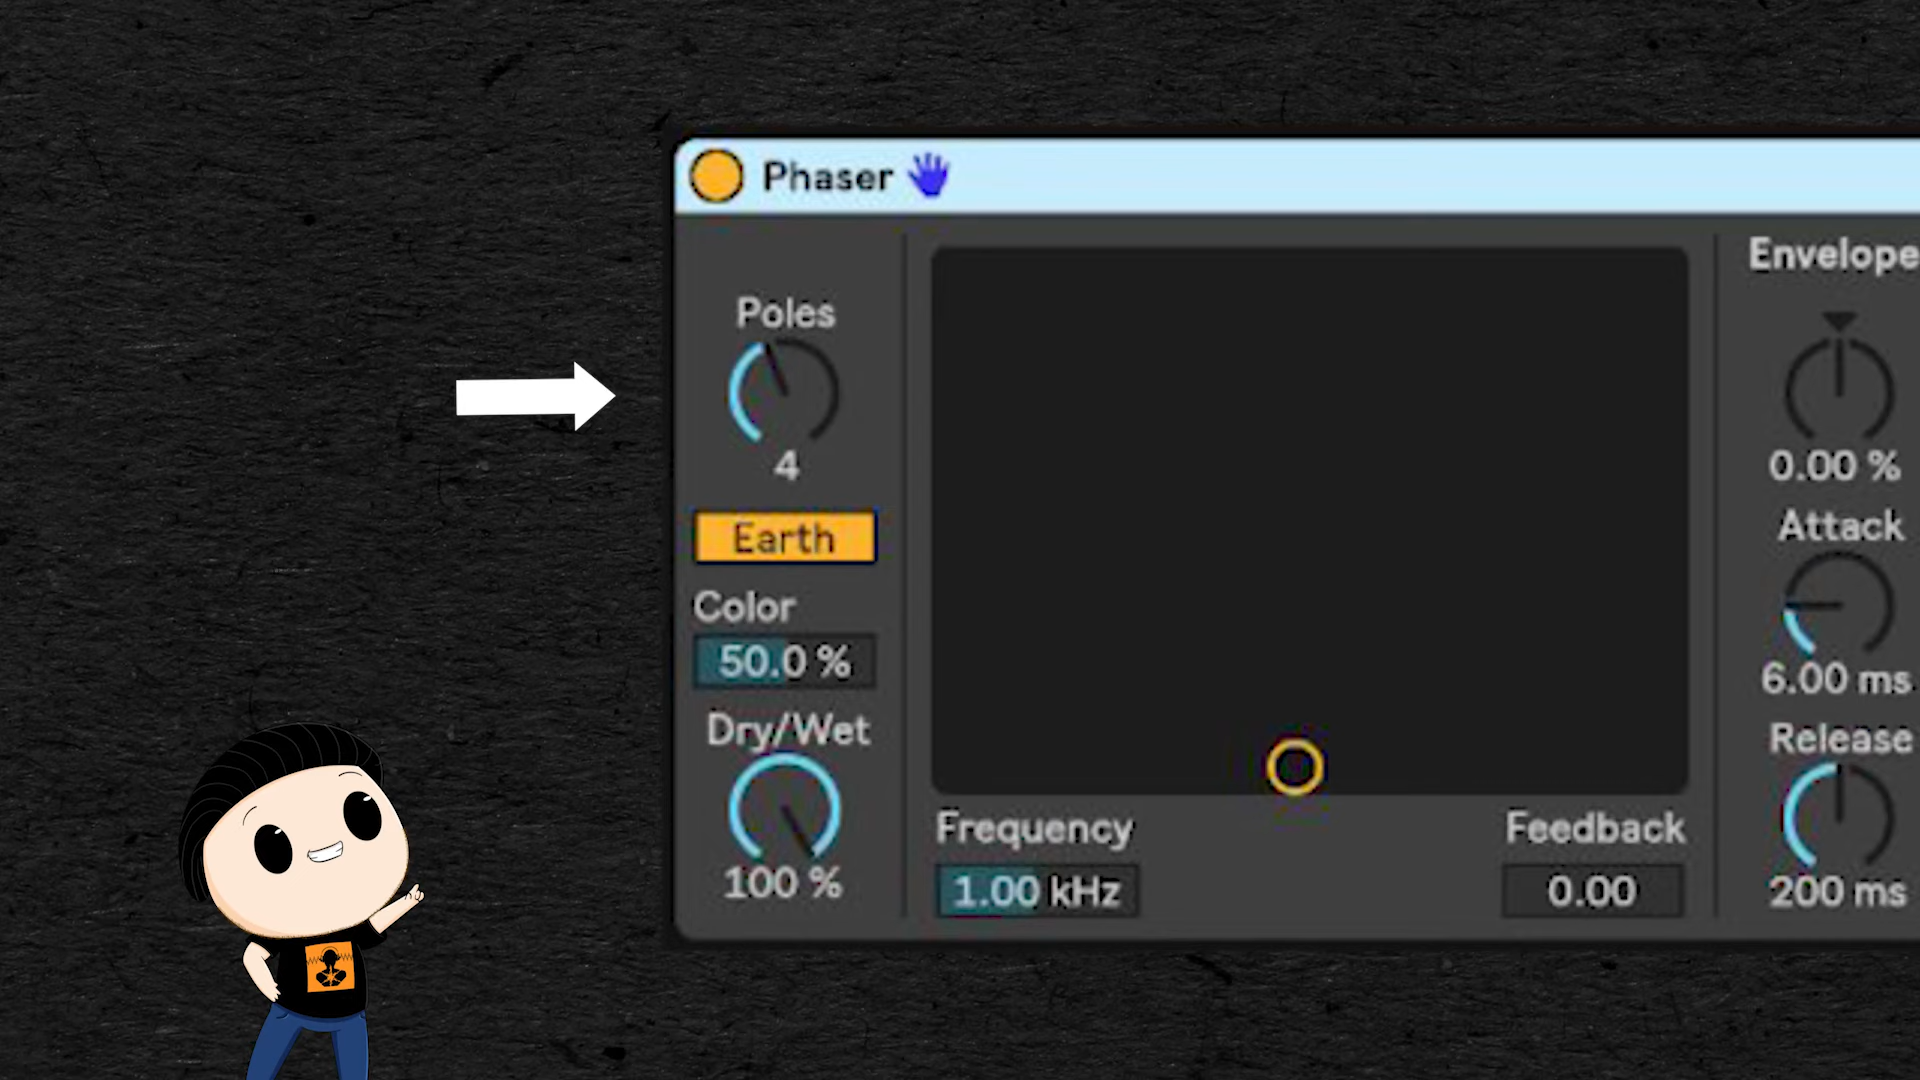 Phaser
Poles
4
Earth
Color
50.0 %
Dry/Wet
100 %
Frequency
1.00 kHz
Feedback
0.00
Envelope
0.00 %
Attack
6.00 ms
Release
200 ms